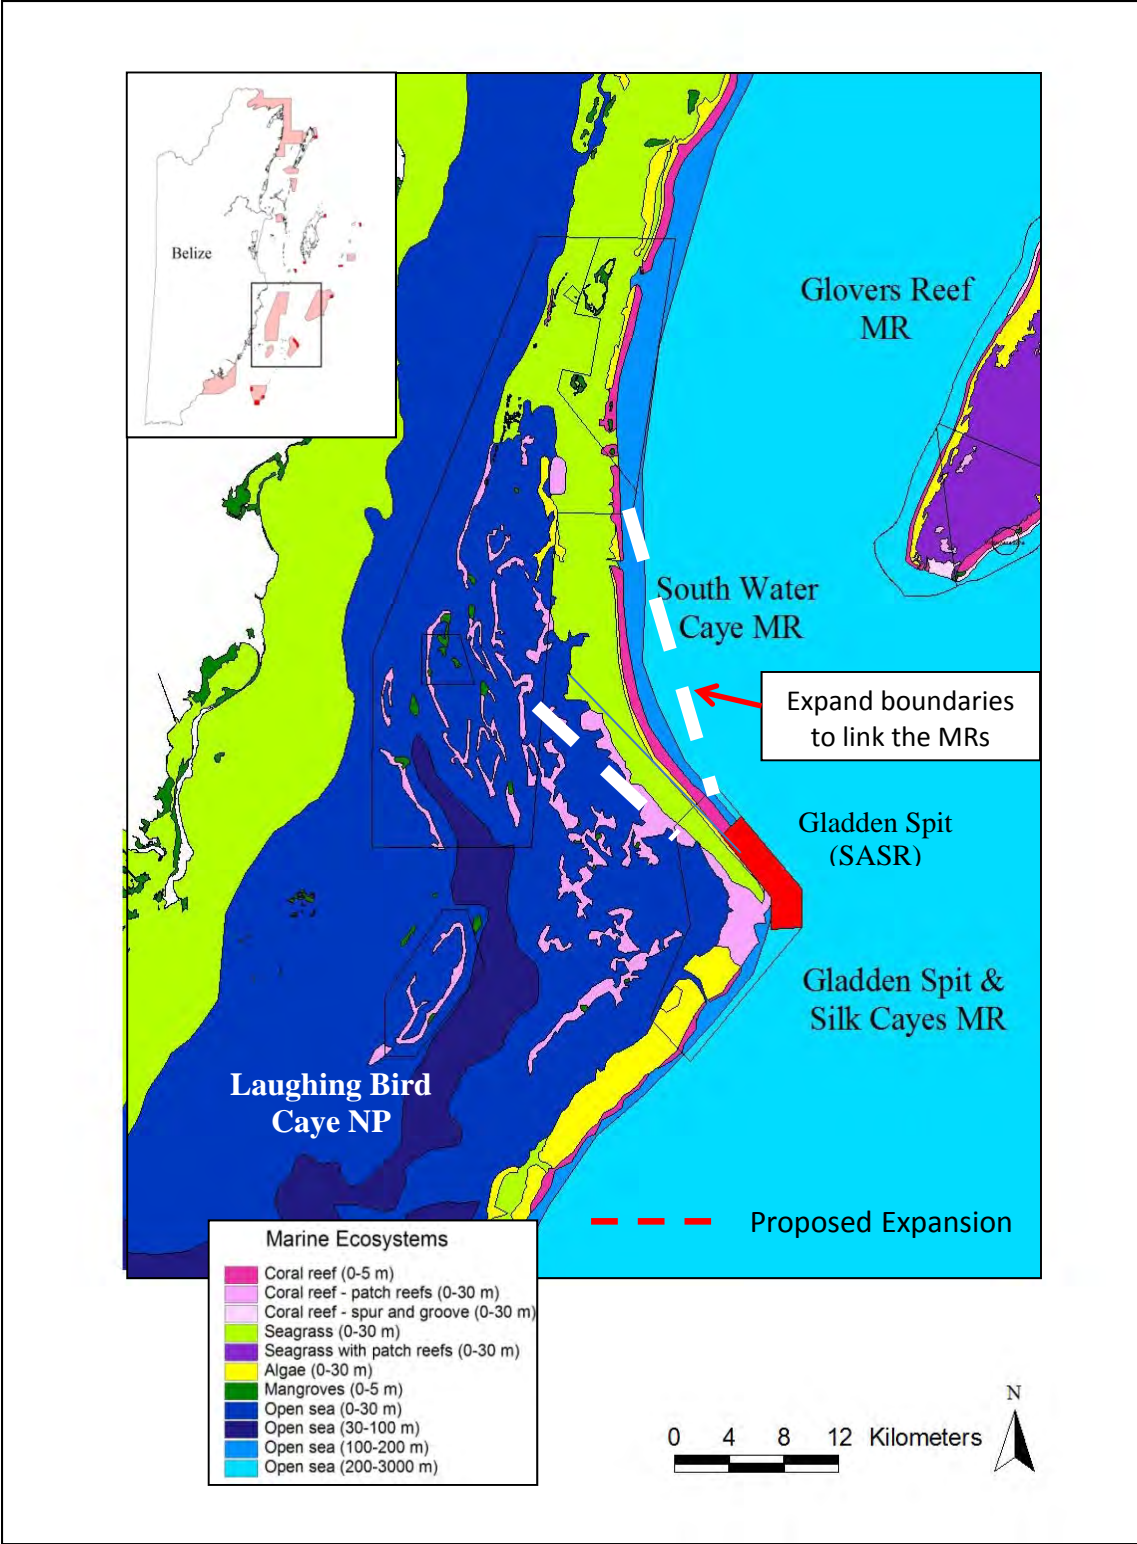 Belize
Glovers Reef
MR
South Water
Caye MR
Expand boundaries
to link the MRs
Gladden Spit
(SASR)
Gladden Spit &
Silk Cayes MR
Laughing Bird
Caye NP
Proposed Expansion
Marine Ecosystems
Coral reef (0-5 m)
Coral reef - patch reefs (0-30 m)
Coral reef - spur and groove (0-30 m)
Seagrass (0-30 m)
Seagrass with patch reefs (0-30 m)
Algae (0-30 m)
Mangroves (0-5 m)
Open sea (0-30 m)
Open sea (30-100 m)
Open sea (100-200 m)
Open sea (200-3000 m)
N
0 4 8 12 Kilometers